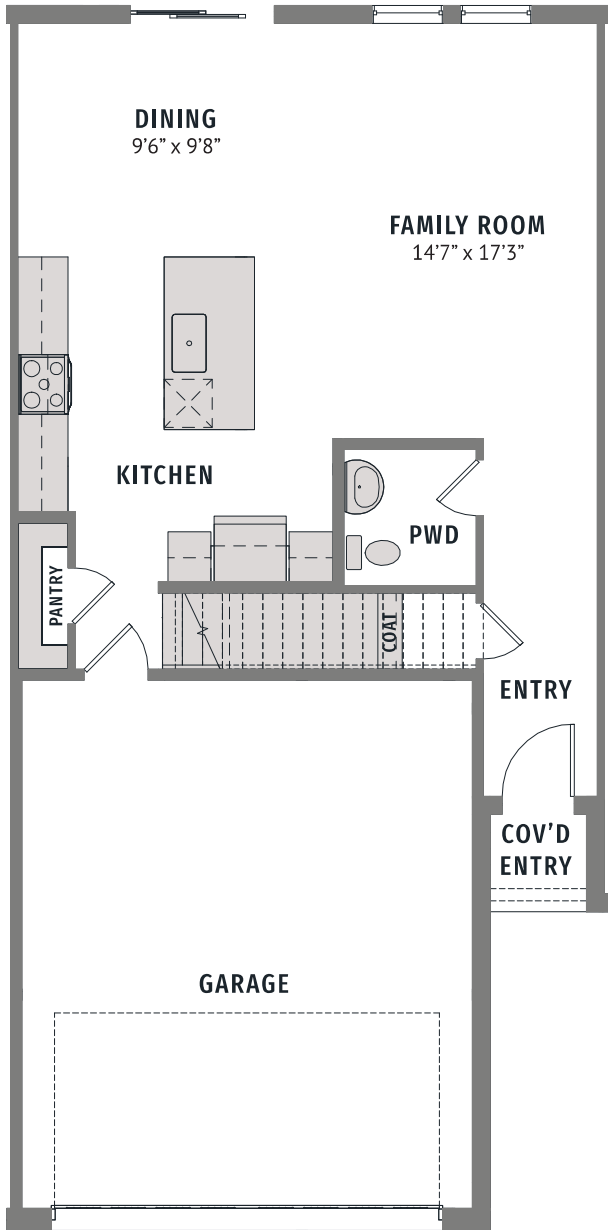 DINING
9’6” x 9’8”
FAMILY ROOM
14’7” x 17’3”
KITCHEN
PWD
PANTRY
COAT
ENTRY
COV’D
ENTRY
GARAGE